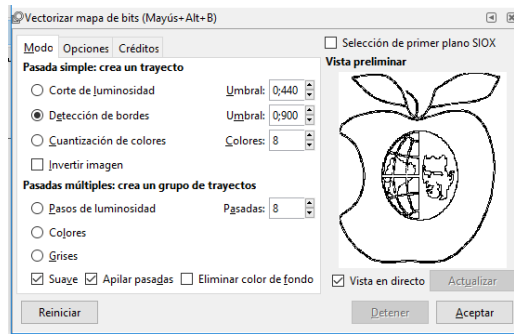 Vectorizar mapa de bits (Mayús+Alt+B)
Modo Opciones Créditos
Selección de primer plano SIOX
Pasada simple: crea un trayecto
Vista preliminar
Corte de luminosidad Umbral: 0;440
Detección de bordes Umbral: 0;900
Cuantización de colores Colores: 8
Invertir imagen
Pasadas múltiples: crea un grupo de trayectos
Pasos de luminosidad Pasadas: 8
Colores
Grises
Suave Apilar pasadas Eliminar color de fondo
Vista en directo Actualizar
Reiniciar Detener Aceptar